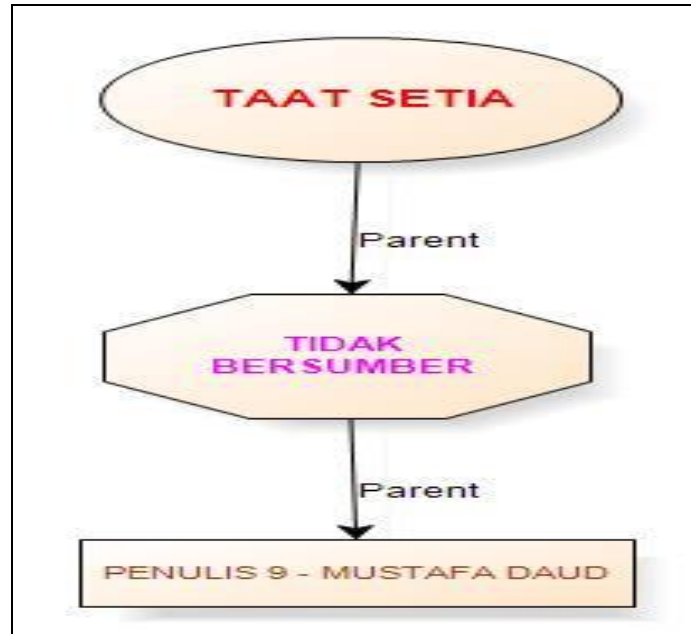 TAAT SETIA
Parent
TIDAK
BERSUMBER
Parent
PENULIS 9 - MUSTAFA DAUD